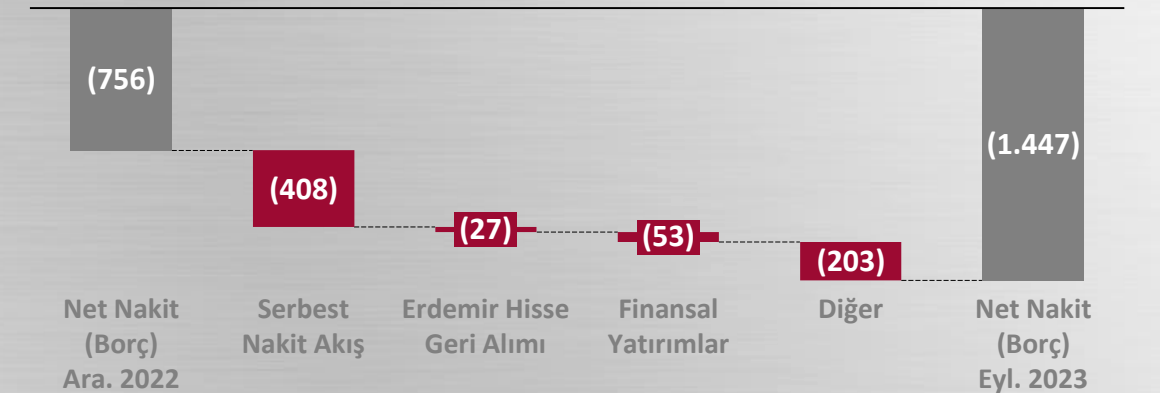 (756)
(408)
(27)
(53)
(203)
(1.447)
Net Nakit
(Borç)
Ara. 2022
Serbest
Nakit Akış
Erdemir Hisse
Geri Alımı
Finansal
Yatırımlar
Diğer
Net Nakit
(Borç)
Eyl. 2023